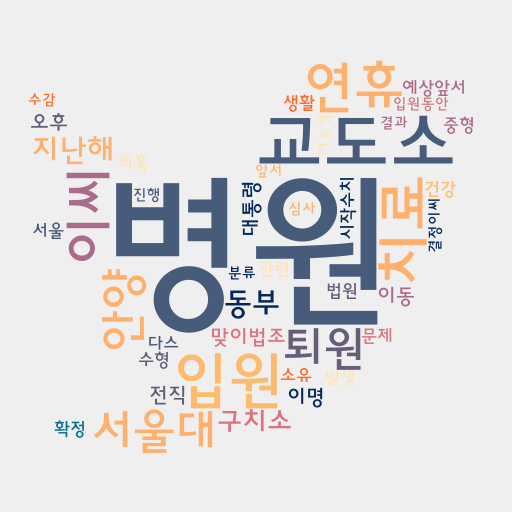 연휴
예상앞서
수감
생활
입원동안
오후
교도소
결과
중형
지난해
의혹
가능성
앞서
이씨
병원
진행
대통령
심사
시작수치
치료
건강
서울
결정이씨
분류
관련
안양
동부
법원
이동
다스
맞이법조
퇴원
문제
수형
입원
소유
발생
전직
이명
확정
서울대
구치소